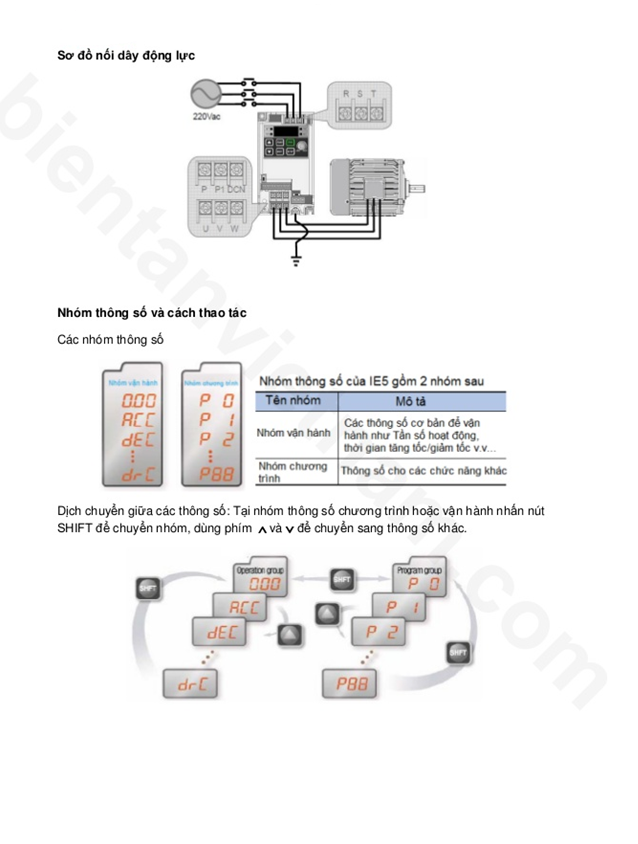 Sơ đồ nối dây động lực
220Vac
R S T
P P1 DCN
U V W
Nhóm thông số và cách thao tác
Các nhóm thông số
Nhóm vận hành
0.00
ACC
dEC
drC
Nhóm chương trình
P 0
P 1
P 2
P88
Nhóm thông số của IE5 gồm 2 nhóm sau
Tên nhóm Mô tả
Nhóm vận hành
Các thông số cơ bản để vận
hành như Tần số hoạt động,
thời gian tăng tốc/giảm tốc v.v...
Nhóm chương
trình
Thông số cho các chức năng khác
Dịch chuyển giữa các thông số: Tại nhóm thông số chương trình hoặc vận hành nhấn nút
SHIFT để chuyển nhóm, dùng phím ∧ và ∨ để chuyển sang thông số khác.
SHFT
Operation group
000
ACC
dEC
drC
SHFT
Program group
P 0
P 1
P 2
P88
SHFT